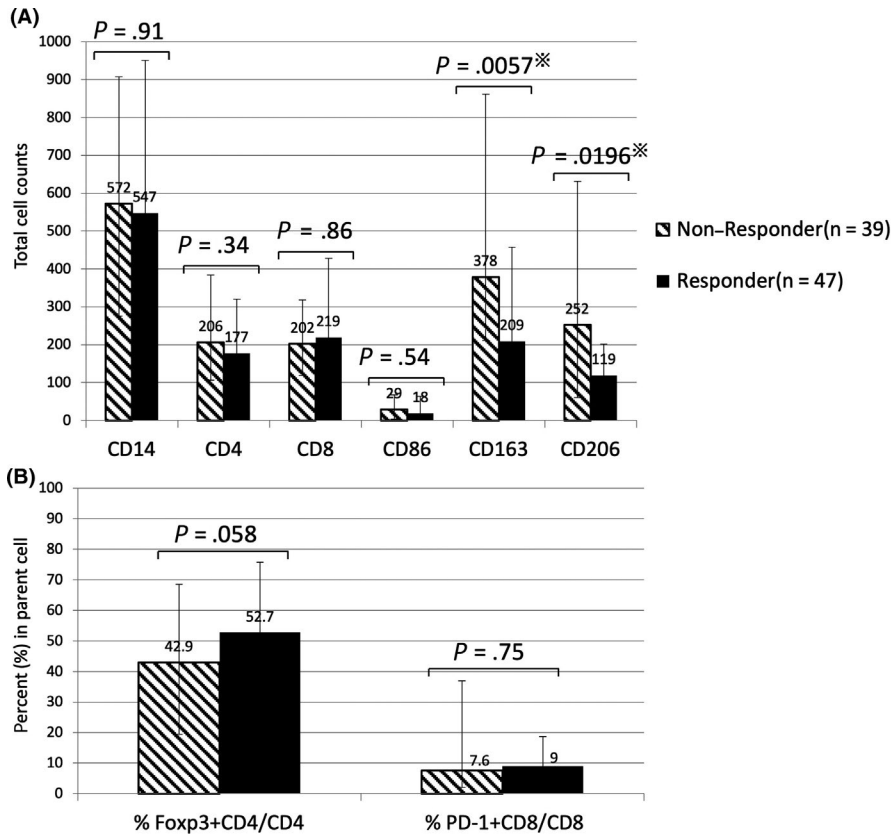 (A)
P = .91
P = .0057※
P = .0196※
P = .34
P = .86
P = .54
Total cell counts
1000
900
800
700
600
500
400
300
200
100
0
572
547
206
177
202
219
29
18
378
209
252
119
CD14 CD4 CD8 CD86 CD163 CD206
Non–Responder(n = 39)
Responder(n = 47)
(B)
P = .058
P = .75
Percent (%) in parent cell
100
90
80
70
60
50
40
30
20
10
0
42.9
52.7
7.6
9
% Foxp3+CD4/CD4 % PD-1+CD8/CD8